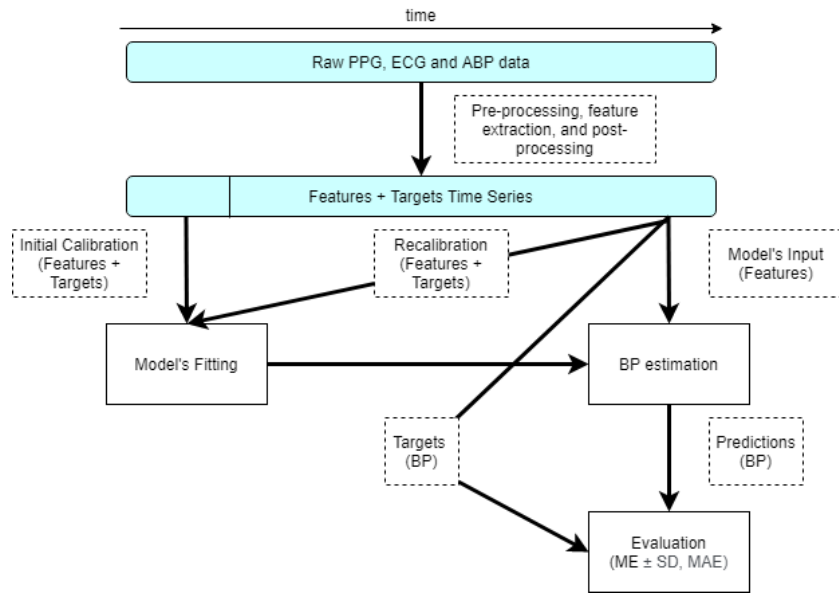 time
Raw PPG, ECG and ABP data
Pre-processing, feature
extraction, and post-
processing
Features + Targets Time Series
Initial Calibration
(Features +
Targets)
Recalibration
(Features +
Targets)
Model's Input
(Features)
Model's Fitting
BP estimation
Targets
(BP)
Predictions
(BP)
Evaluation
(ME ± SD, MAE)